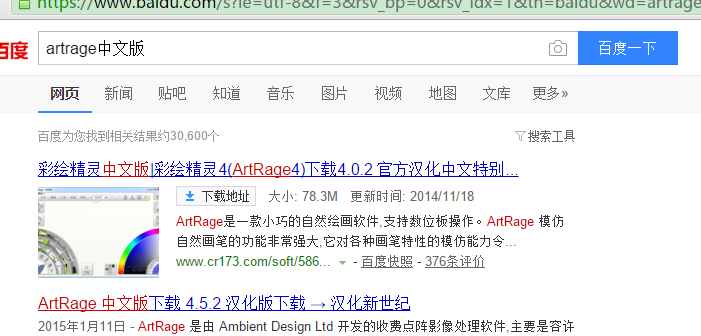 https://www.baidu.com/s?ie=utf-8&f=3&rsv_bp=0&rsv_idx=1&tn=baidu&wd=artrage
百度 artrage中文版 百度一下
网页 新闻 贴吧 知道 音乐 图片 视频 地图 文库 更多»
百度为您找到相关结果约30,600个 搜索工具
彩绘精灵中文版|彩绘精灵4(ArtRage4)下载4.0.2 官方汉化中文特别...
下载地址 大小: 78.3M 更新时间: 2014/11/18
ArtRage是一款小巧的自然绘画软件,支持数位板操作。ArtRage 模仿
自然画笔的功能非常强大,它对各种画笔特性的模仿能力令...
www.cr173.com/soft/586... - 百度快照 - 376条评价
ArtRage 中文版下载 4.5.2 汉化版下载 → 汉化新世纪
2015年1月11日 - ArtRage 是由 Ambient Design Ltd 开发的收费点阵影像处理软件,主要是容许